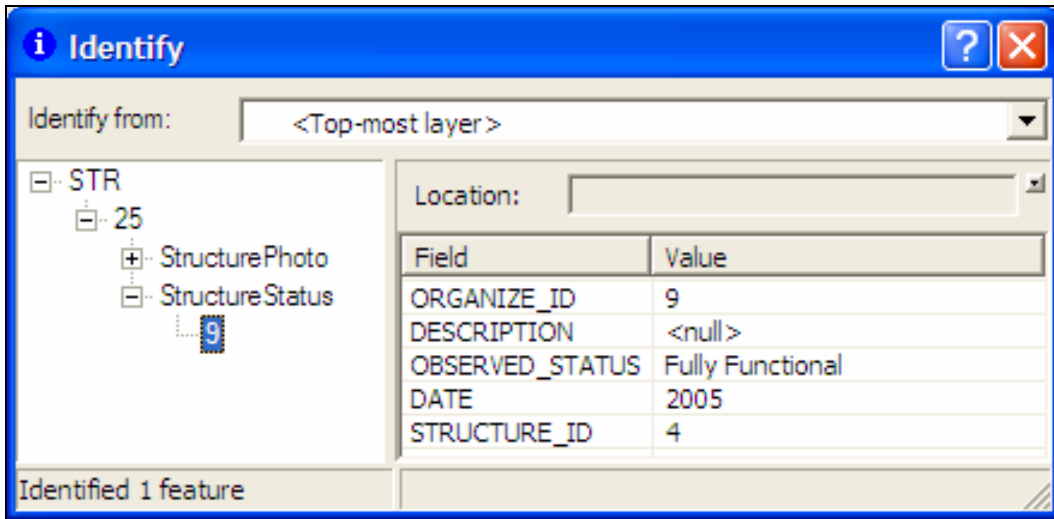 Identify
Identify from: <Top-most layer>
STR
25
StructurePhoto
StructureStatus
9
Location:
Field Value
ORGANIZE_ID 9
DESCRIPTION <null>
OBSERVED_STATUS Fully Functional
DATE 2005
STRUCTURE_ID 4
Identified 1 feature